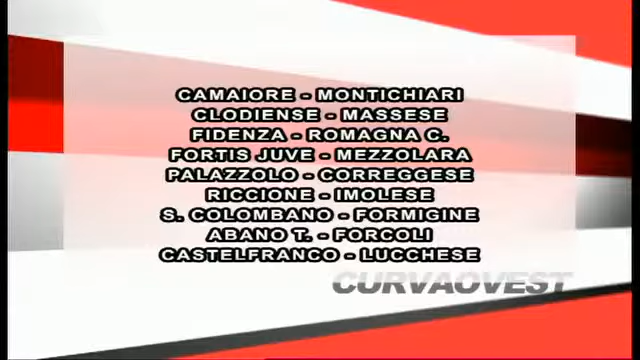 CAMAIORE - MONTICHIARI
CLODIENSE - MASSESE
FIDENZA - ROMAGNA C.
FORTIS JUVE - MEZZOLARA
PALAZZOLO - CORREGGESE
RICCIONE - IMOLESE
S. COLOMBANO - FORMIGINE
ABANO T. - FORCOLI
CASTELFRANCO - LUCCHESE
CURVAOVEST